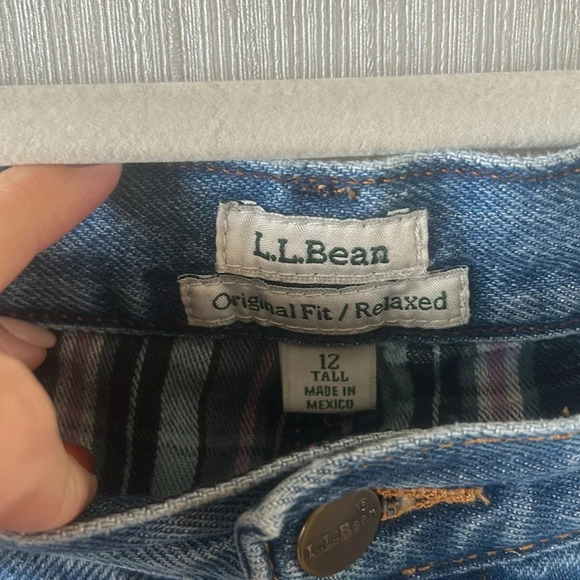 L.L.Bean
Original Fit / Relaxed
12
TALL
MADE IN
MEXICO
L.L.Bean